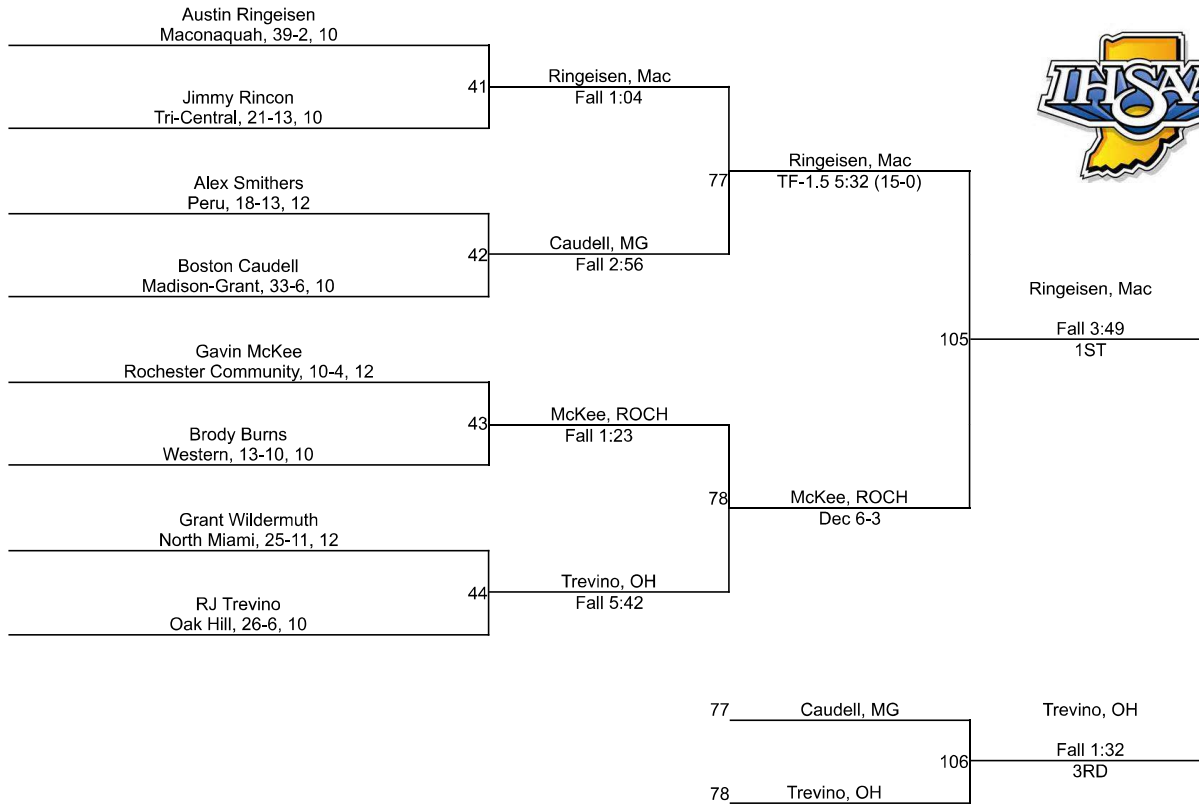 Austin Ringeisen
Maconaquah, 39-2, 10
41
Jimmy Rincon
Tri-Central, 21-13, 10
Ringeisen, Mac
Fall 1:04
Alex Smithers
Peru, 18-13, 12
42
Boston Caudell
Madison-Grant, 33-6, 10
Caudell, MG
Fall 2:56
77
Ringeisen, Mac
TF-1.5 5:32 (15-0)
Gavin McKee
Rochester Community, 10-4, 12
43
Brody Burns
Western, 13-10, 10
McKee, ROCH
Fall 1:23
Grant Wildermuth
North Miami, 25-11, 12
44
RJ Trevino
Oak Hill, 26-6, 10
Trevino, OH
Fall 5:42
78
McKee, ROCH
Dec 6-3
105
Ringeisen, Mac
Fall 3:49
1ST
77
Caudell, MG
78
Trevino, OH
106
Trevino, OH
Fall 1:32
3RD
IHSAA